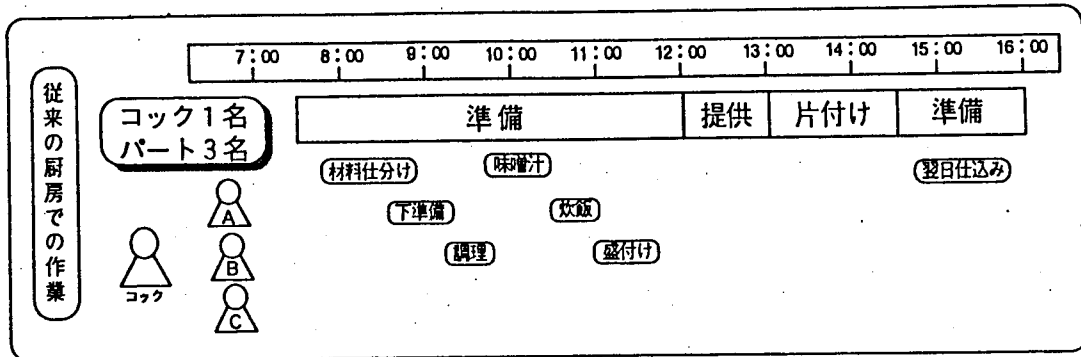 7:00 8:00 9:00 10:00 11:00 12:00 13:00 14:00 15:00 16:00
従来の厨房での作業
コック1名
パート3名
準備 提供 片付け 準備
材料仕分け 味噌汁 翌日仕込み
下準備 炊飯
調理 盛付け
A
B
コック
C